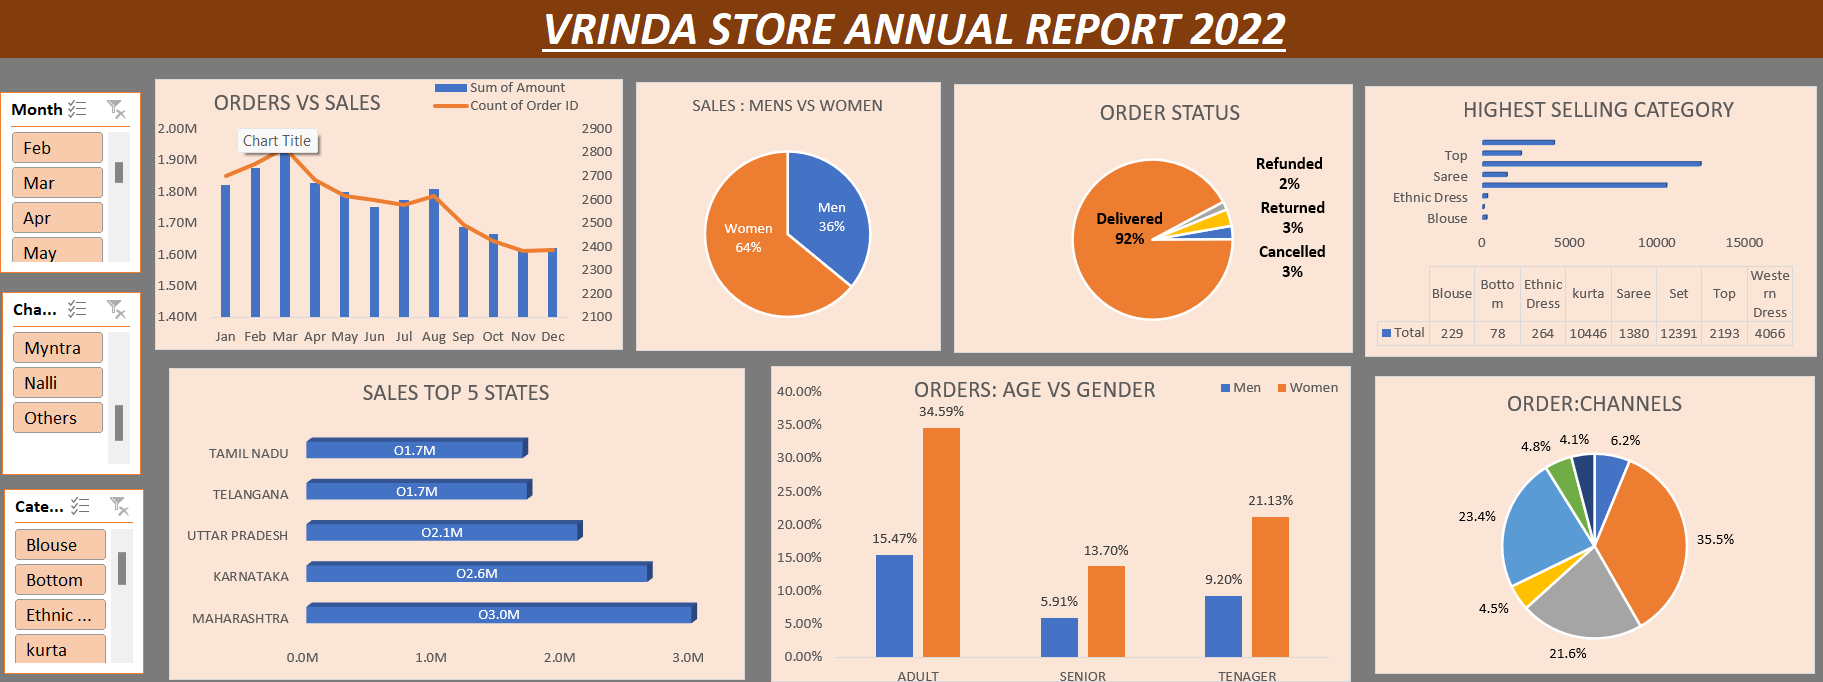 VRINDA STORE ANNUAL REPORT 2022
Month
Feb
Mar
Apr
May
Cha...
Myntra
Nalli
Others
Cate...
Blouse
Bottom
Ethnic ...
kurta
ORDERS VS SALES
Sum of Amount
Count of Order ID
Chart Title
2.00M
1.90M
1.80M
1.70M
1.60M
1.50M
1.40M
2900
2800
2700
2600
2500
2400
2300
2200
2100
Jan Feb Mar Apr May Jun Jul Aug Sep Oct Nov Dec
SALES : MENS VS WOMEN
Men
36%
Women
64%
ORDER STATUS
Refunded
2%
Returned
3%
Cancelled
3%
Delivered
92%
HIGHEST SELLING CATEGORY
Top
Saree
Ethnic Dress
Blouse
0 5000 10000 15000
Blouse Botto m Ethnic Dress kurta Saree Set Top Weste rn Dress
Total 229 78 264 10446 1380 12391 2193 4066
SALES TOP 5 STATES
TAMIL NADU O1.7M
TELANGANA O1.7M
UTTAR PRADESH O2.1M
KARNATAKA O2.6M
MAHARASHTRA O3.0M
0.0M 1.0M 2.0M 3.0M
ORDERS: AGE VS GENDER
Men Women
40.00%
35.00%
30.00%
25.00%
20.00%
15.00%
10.00%
5.00%
0.00%
15.47% 34.59%
5.91% 13.70%
9.20% 21.13%
ADULT SENIOR TENAGER
ORDER:CHANNELS
6.2%
35.5%
21.6%
4.5%
23.4%
4.8%
4.1%